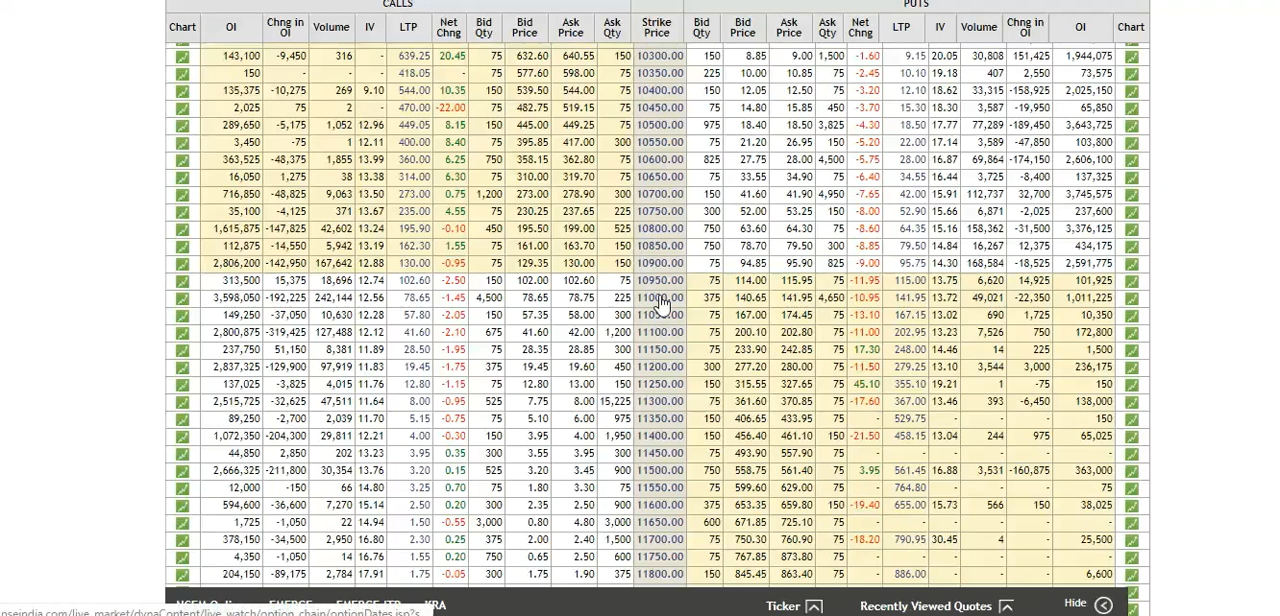 CALLS PUTS
Chart OI Chng in OI Volume IV LTP Net Chng Bid Qty Bid Price Ask Price Ask Qty Strike Price Bid Qty Bid Price Ask Price Ask Qty Net Chng LTP IV Volume Chng in OI OI Chart
143,100 -9,450 316 - 639.25 20.45 75 632.60 640.55 150 10300.00 150 8.85 9.00 1,500 -1.60 9.15 20.05 30,808 151,425 1,944,075
150 - - - 418.05 - 75 577.60 598.00 75 10350.00 225 10.00 10.85 75 -2.45 10.10 19.18 407 2,550 73,575
135,375 -10,275 269 9.10 544.00 10.35 150 539.50 544.00 75 10400.00 150 12.05 12.50 75 -3.20 12.10 18.62 33,315 -158,925 2,025,150
2,025 75 2 - 470.00 -22.00 75 482.75 519.15 75 10450.00 75 14.80 15.85 450 -3.70 15.30 18.30 3,587 -19,950 65,850
289,650 -5,175 1,052 12.96 449.05 8.15 150 445.00 449.25 75 10500.00 975 18.40 18.50 3,825 -4.30 18.50 17.77 77,289 -189,450 3,643,725
3,450 -75 1 12.11 400.00 8.40 75 395.85 417.00 300 10550.00 75 21.20 26.95 150 -5.20 22.00 17.14 3,589 -47,850 103,800
363,525 -48,375 1,855 13.99 360.00 6.25 750 358.15 362.80 75 10600.00 825 27.75 28.00 4,500 -5.75 28.00 16.87 69,864 -174,150 2,606,100
16,050 1,275 38 13.38 314.00 6.30 75 310.00 319.70 75 10650.00 75 33.55 34.90 75 -6.40 34.55 16.44 3,725 -8,400 137,325
716,850 -48,825 9,063 13.50 273.00 0.75 1,200 273.00 278.90 300 10700.00 150 41.60 41.90 4,950 -7.65 42.00 15.91 112,737 32,700 3,745,575
35,100 -4,125 371 13.67 235.00 4.55 75 230.25 237.65 225 10750.00 300 52.00 53.25 150 -8.00 52.90 15.66 6,871 -2,025 237,600
1,615,875 -147,825 42,602 13.24 195.90 -0.10 450 195.50 199.00 525 10800.00 750 63.60 64.30 75 -8.60 64.35 15.16 158,362 -31,500 3,376,125
112,875 -14,550 5,942 13.19 162.30 1.55 75 161.00 163.70 150 10850.00 750 78.70 79.50 300 -8.85 79.50 14.84 16,267 12,375 434,175
2,806,200 -142,950 167,642 12.88 130.00 -0.95 75 129.35 130.00 150 10900.00 75 94.85 95.90 825 -9.00 95.75 14.30 168,584 -18,525 2,591,775
313,500 15,375 18,696 12.74 102.60 -2.50 150 102.00 102.60 75 10950.00 75 114.00 115.95 75 -11.95 115.00 13.75 6,620 14,925 101,925
3,598,050 -192,225 242,144 12.56 78.65 -1.45 4,500 78.65 78.75 225 375 140.65 141.95 4,650 -10.95 141.95 13.72 49,021 -22,350 1,011,225
149,250 -37,050 10,630 12.28 57.80 -2.05 150 57.35 58.00 300 75 167.00 174.45 75 -13.10 167.15 13.02 690 1,725 10,350
2,800,875 -319,425 127,488 12.12 41.60 -2.10 675 41.60 42.00 1,200 11100.00 75 200.10 202.80 75 -11.00 202.95 13.23 7,526 750 172,800
237,750 51,150 8,381 11.89 28.50 -1.95 75 28.35 28.85 300 11150.00 75 233.90 242.85 75 17.30 248.00 14.46 14 225 1,500
2,837,325 -129,900 97,919 11.83 19.45 -1.75 375 19.45 19.60 450 11200.00 300 277.20 280.00 75 -11.50 279.25 13.10 3,544 3,000 236,175
137,025 -3,825 4,015 11.76 12.80 -1.15 75 12.80 13.00 150 11250.00 150 315.55 327.65 75 45.10 355.10 19.21 1 -75 150
2,515,725 -32,625 47,511 11.64 8.00 -0.95 525 7.75 8.00 15,225 11300.00 75 361.60 370.85 75 -17.60 367.00 13.46 393 -6,450 138,000
89,250 -2,700 2,039 11.70 5.15 -0.75 75 5.10 6.00 975 11350.00 150 406.65 433.95 75 - 529.75 - - - 150
1,072,350 -204,300 29,811 12.21 4.00 -0.30 150 3.95 4.00 1,950 11400.00 150 456.40 461.10 150 -21.50 458.15 13.04 244 975 65,025
44,850 2,850 202 13.23 3.95 0.35 300 3.55 3.95 300 11450.00 75 493.90 557.90 75 - - - - - -
2,666,325 -211,800 30,354 13.76 3.20 0.15 525 3.20 3.45 900 11500.00 750 558.75 561.40 75 3.95 561.45 16.88 3,531 -160,875 363,000
12,000 -150 66 14.80 3.25 0.70 75 1.80 3.30 75 11550.00 75 599.60 629.00 75 - 764.80 - - - 75
594,600 -36,600 7,270 15.14 2.50 0.20 300 2.35 2.50 900 11600.00 375 653.35 659.80 150 -19.40 655.00 15.73 566 150 38,025
1,725 -1,050 22 14.94 1.50 -0.55 3,000 0.80 4.80 3,000 11650.00 600 671.85 725.10 75 - - - - - -
378,150 -34,500 2,950 16.80 2.30 0.25 375 2.00 2.40 1,500 11700.00 75 750.30 760.90 75 -18.20 790.95 30.45 4 - 25,500
4,350 -1,050 14 16.76 1.55 0.20 750 0.65 2.50 600 11750.00 75 767.85 873.80 75 - - - - - -
204,150 -89,175 2,784 17.91 1.75 -0.05 300 1.75 1.90 375 11800.00 150 845.45 863.40 75 - 886.00 - - - 6,600
Ticker Recently Viewed Quotes Hide
nseindia.com/live_market/dynaContent/live_watch/option_chain/optionDates.jsp?s